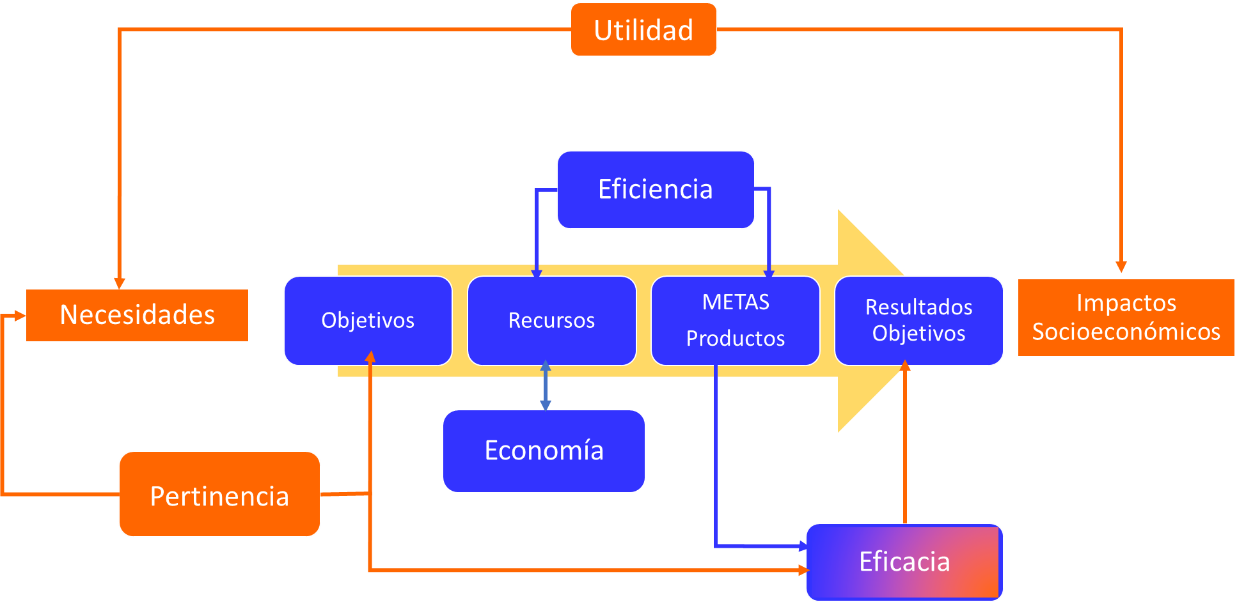 Utilidad
Eficiencia
Necesidades
Objetivos
Recursos
METAS
Productos
Resultados
Objetivos
Impactos
Socioeconómicos
Economía
Pertinencia
Eficacia